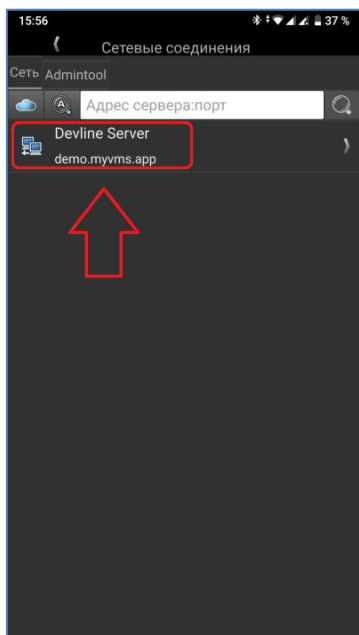 15:56 37 %
Сетевые соединения
Сеть Admintool
A Адрес сервера:порт
Devline Server
demo.myvms.app